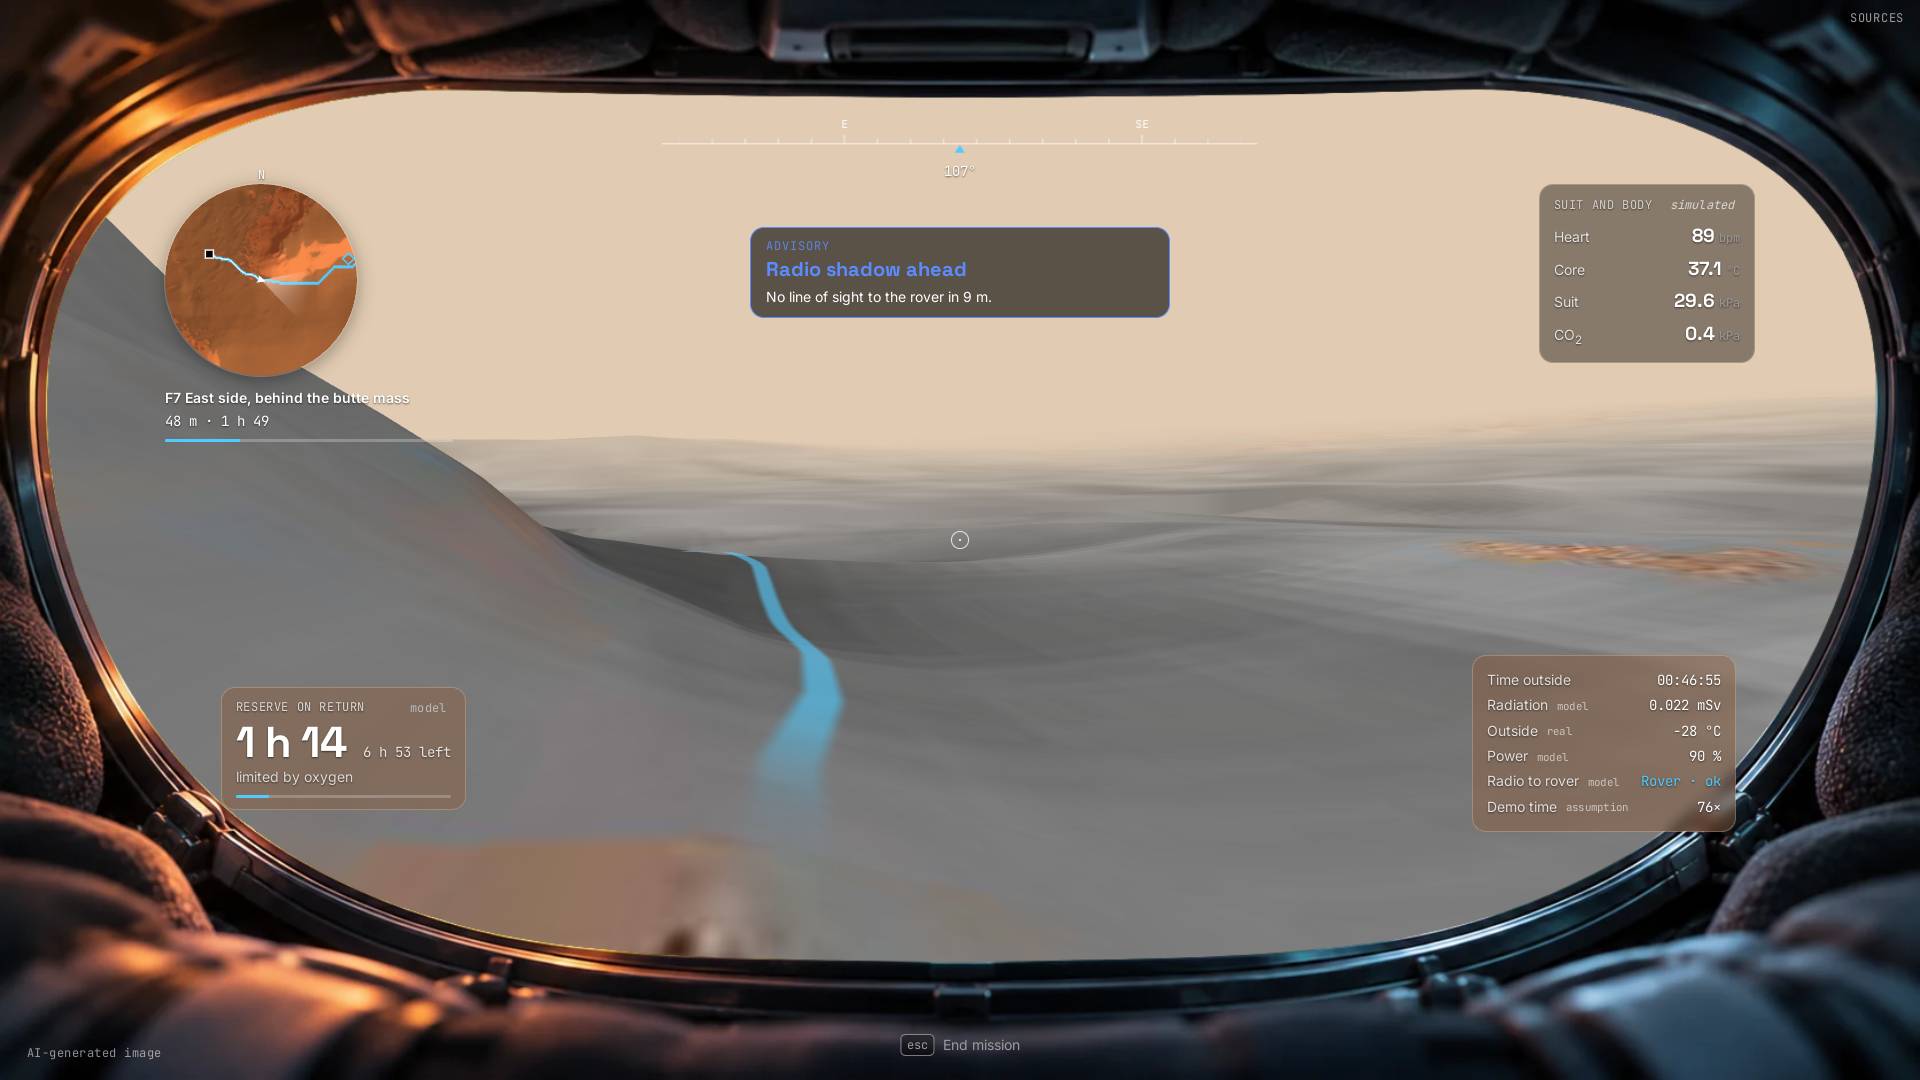 SOURCES
E SE
107°
N
F7 East side, behind the butte mass
48 m · 1 h 49
ADVISORY
Radio shadow ahead
No line of sight to the rover in 9 m.
SUIT AND BODY simulated
Heart 89 bpm
Core 37.1 °C
Suit 29.6 kPa
CO2 0.4 kPa
RESERVE ON RETURN model
1 h 14 6 h 53 left
limited by oxygen
Time outside 00:46:55
Radiation model 0.022 mSv
Outside real -28 °C
Power model 90 %
Radio to rover model Rover · ok
Demo time assumption 76×
esc End mission
AI-generated image